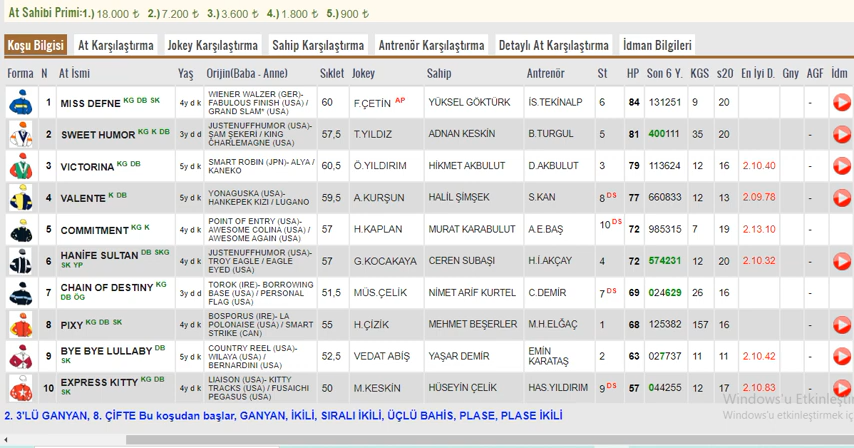 At Sahibi Primi:1.) 18.000 ₺ 2.) 7.200 ₺ 3.) 3.600 ₺ 4.) 1.800 ₺ 5.) 900 ₺
Koşu Bilgisi At Karşılaştırma Jokey Karşılaştırma Sahip Karşılaştırma Antrenör Karşılaştırma Detaylı At Karşılaştırma İdman Bilgileri
Forma N At İsmi Yaş Orijin(Baba - Anne) Sıklet Jokey Sahip Antrenör St HP Son 6 Y. KGS s20 En İyi D. Gny AGF İdm
1 MISS DEFNE KG DB SK 4y d k WIENER WALZER (GER)- FABULOUS FINISH (USA) / GRAND SLAM* (USA) 60 F.ÇETİN AP YÜKSEL GÖKTÜRK İS.TEKİNALP 6 84 131251 9 20 -
2 SWEET HUMOR KG K DB 3y d d JUSTENUFFHUMOR (USA)- SAM ŞEKERİ / KING CHARLEMAGNE (USA) 57,5 T.YILDIZ ADNAN KESKİN B.TURGUL 5 81 400111 35 20 -
3 VICTORINA KG DB 5y d k SMART ROBIN (JPN)- ALYA / KANEKO 60,5 Ö.YILDIRIM HİKMET AKBULUT D.AKBULUT 3 79 113624 12 16 2.10.40 -
4 VALENTE K DB 5y d k YONAGUSKA (USA)- HANKEPEK KIZI / LUGANO 59,5 A.KURŞUN HALİL ŞİMŞEK S.KAN 8 DS 77 660833 12 13 2.09.78 -
5 COMMITMENT KG K 4y d k POINT OF ENTRY (USA)- AWESOME COLINA (USA) / AWESOME AGAIN (USA) 57 H.KAPLAN MURAT KARABULUT A.E.BAŞ 10 DS 72 985315 7 19 2.13.10 -
6 HANİFE SULTAN DB SKG SK YP 4y d k JUSTENUFFHUMOR (USA)- TROY EAGLE / EAGLE EYED (USA) 57 G.KOCAKAYA CEREN SUBAŞI H.İ.AKÇAY 4 72 574231 12 20 2.10.32 -
7 CHAIN OF DESTINY KG DB ÖG 3y d d TOROK (IRE)- BORROWING BASE (USA) / PERSONAL FLAG (USA) 51,5 MÜS.ÇELİK NİMET ARİF KURTEL C.DEMİR 7 DS 69 024629 26 16 -
8 PIXY KG DB SK 4y d k BOSPORUS (IRE)- LA POLONAISE (USA) / SMART STRIKE (CAN) 55 H.ÇİZİK MEHMET BEŞERLER M.H.ELĞAÇ 1 68 125382 157 16 -
9 BYE BYE LULLABY DB SK 5y d k COUNTRY REEL (USA)- WILAYA (USA) / BERNARDINI (USA) 52,5 VEDAT ABİŞ YAŞAR DEMİR EMİN KARATAŞ 2 63 027737 11 11 2.10.42 -
10 EXPRESS KITTY KG DB SK 4y d k LIAISON (USA)- KITTY TRACKS (USA) / FUSAICHI PEGASUS (USA) 50 M.KESKİN HÜSEYİN ÇELİK HAS.YILDIRIM 9 DS 57 044255 12 17 2.10.83 -
Windows'u Etkinleştir
2. 3'LÜ GANYAN, 8. ÇİFTE Bu koşudan başlar, GANYAN, İKİLİ, SIRALI İKİLİ, ÜÇLÜ BAHİS, PLASE, PLASE İKİLİ
Windows'u etkinleştirmek iç